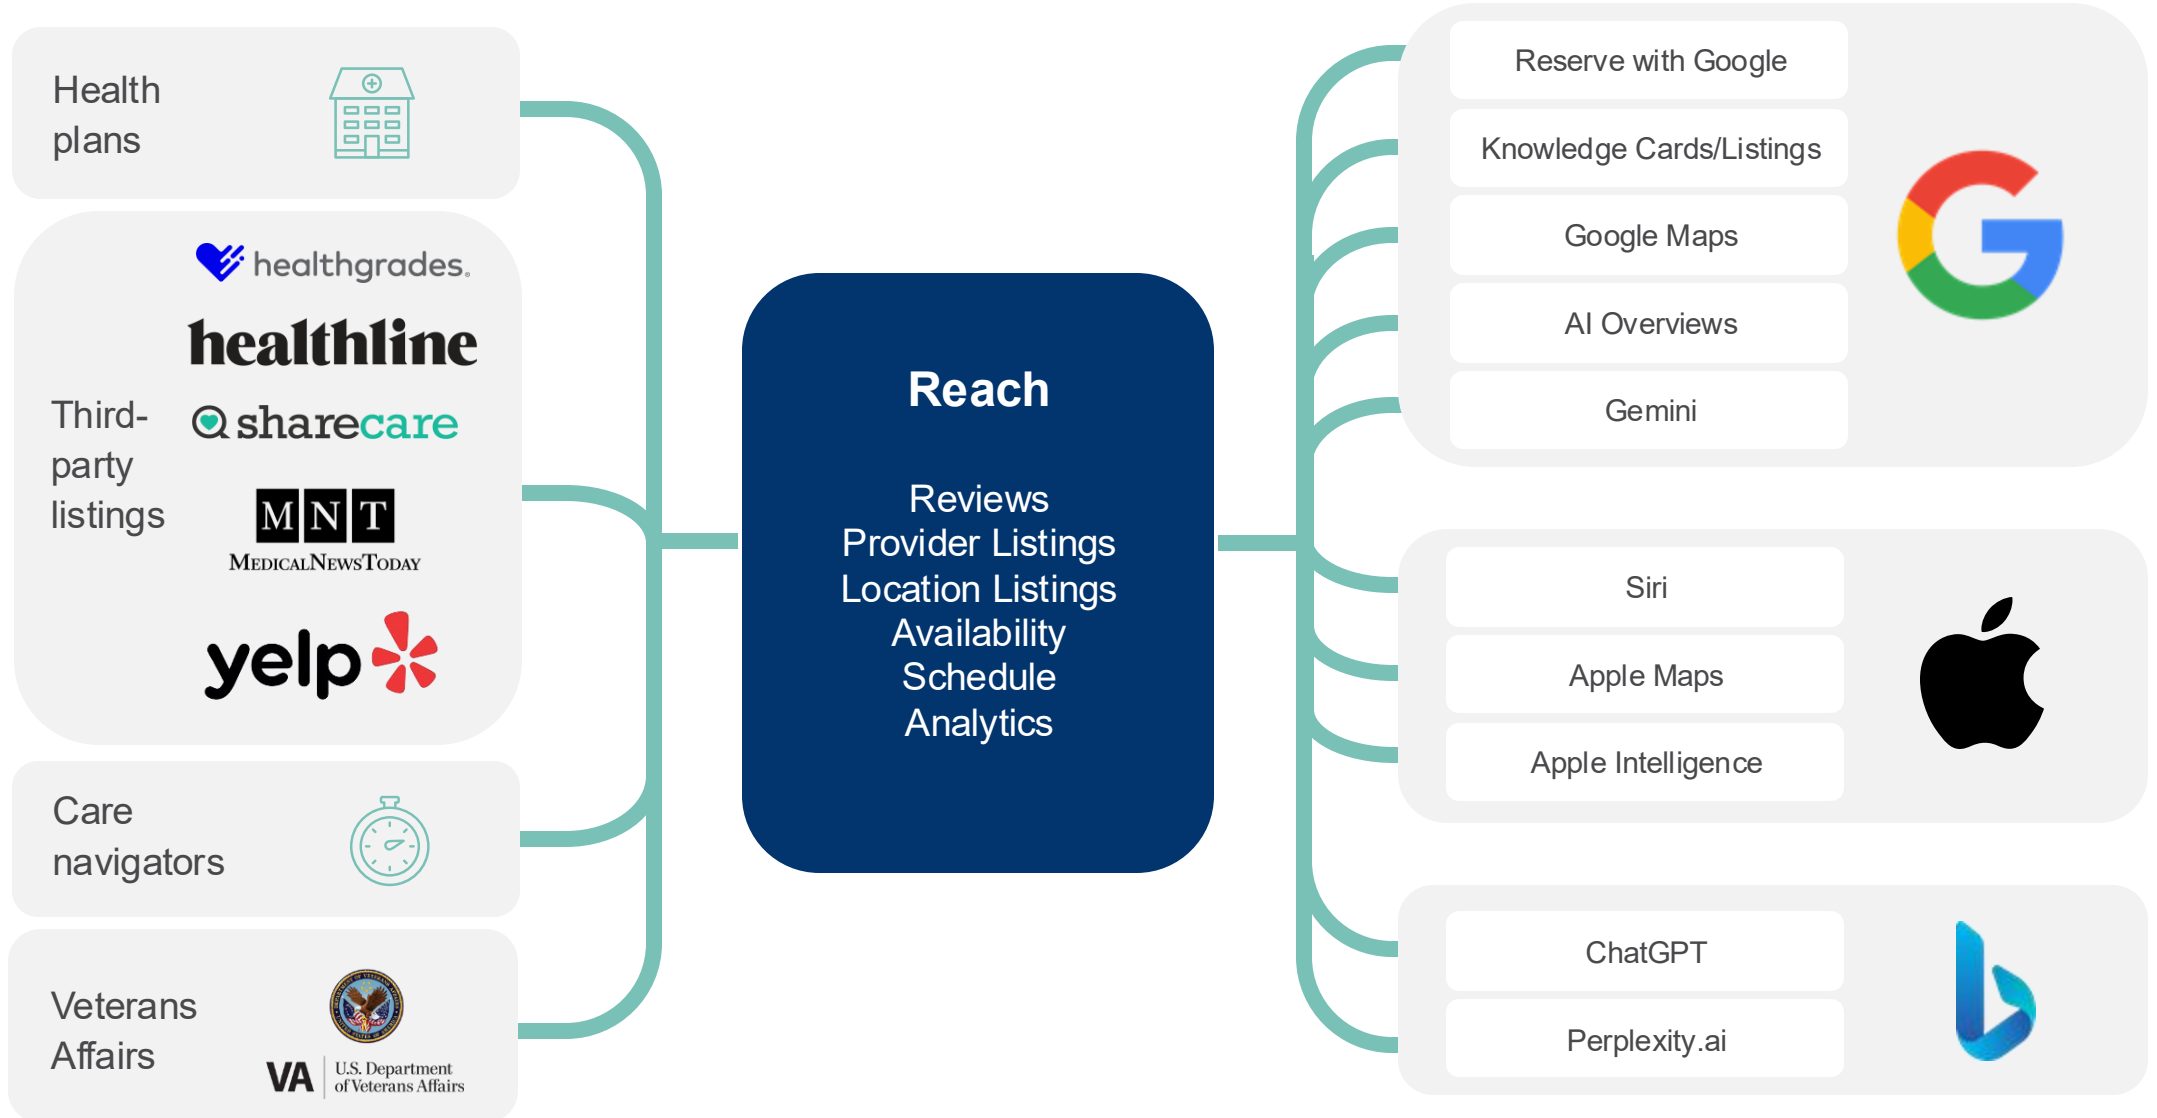 Health
plans
healthgrades.
healthline
sharecare
Third-
party
listings
M N T
MEDICALNEWSTODAY
yelp
Care
navigators
Veterans
Affairs
VA
U.S. Department
of Veterans Affairs
Reach
Reviews
Provider Listings
Location Listings
Availability
Schedule
Analytics
Reserve with Google
Knowledge Cards/Listings
Google Maps
AI Overviews
Gemini
Siri
Apple Maps
Apple Intelligence
ChatGPT
Perplexity.ai